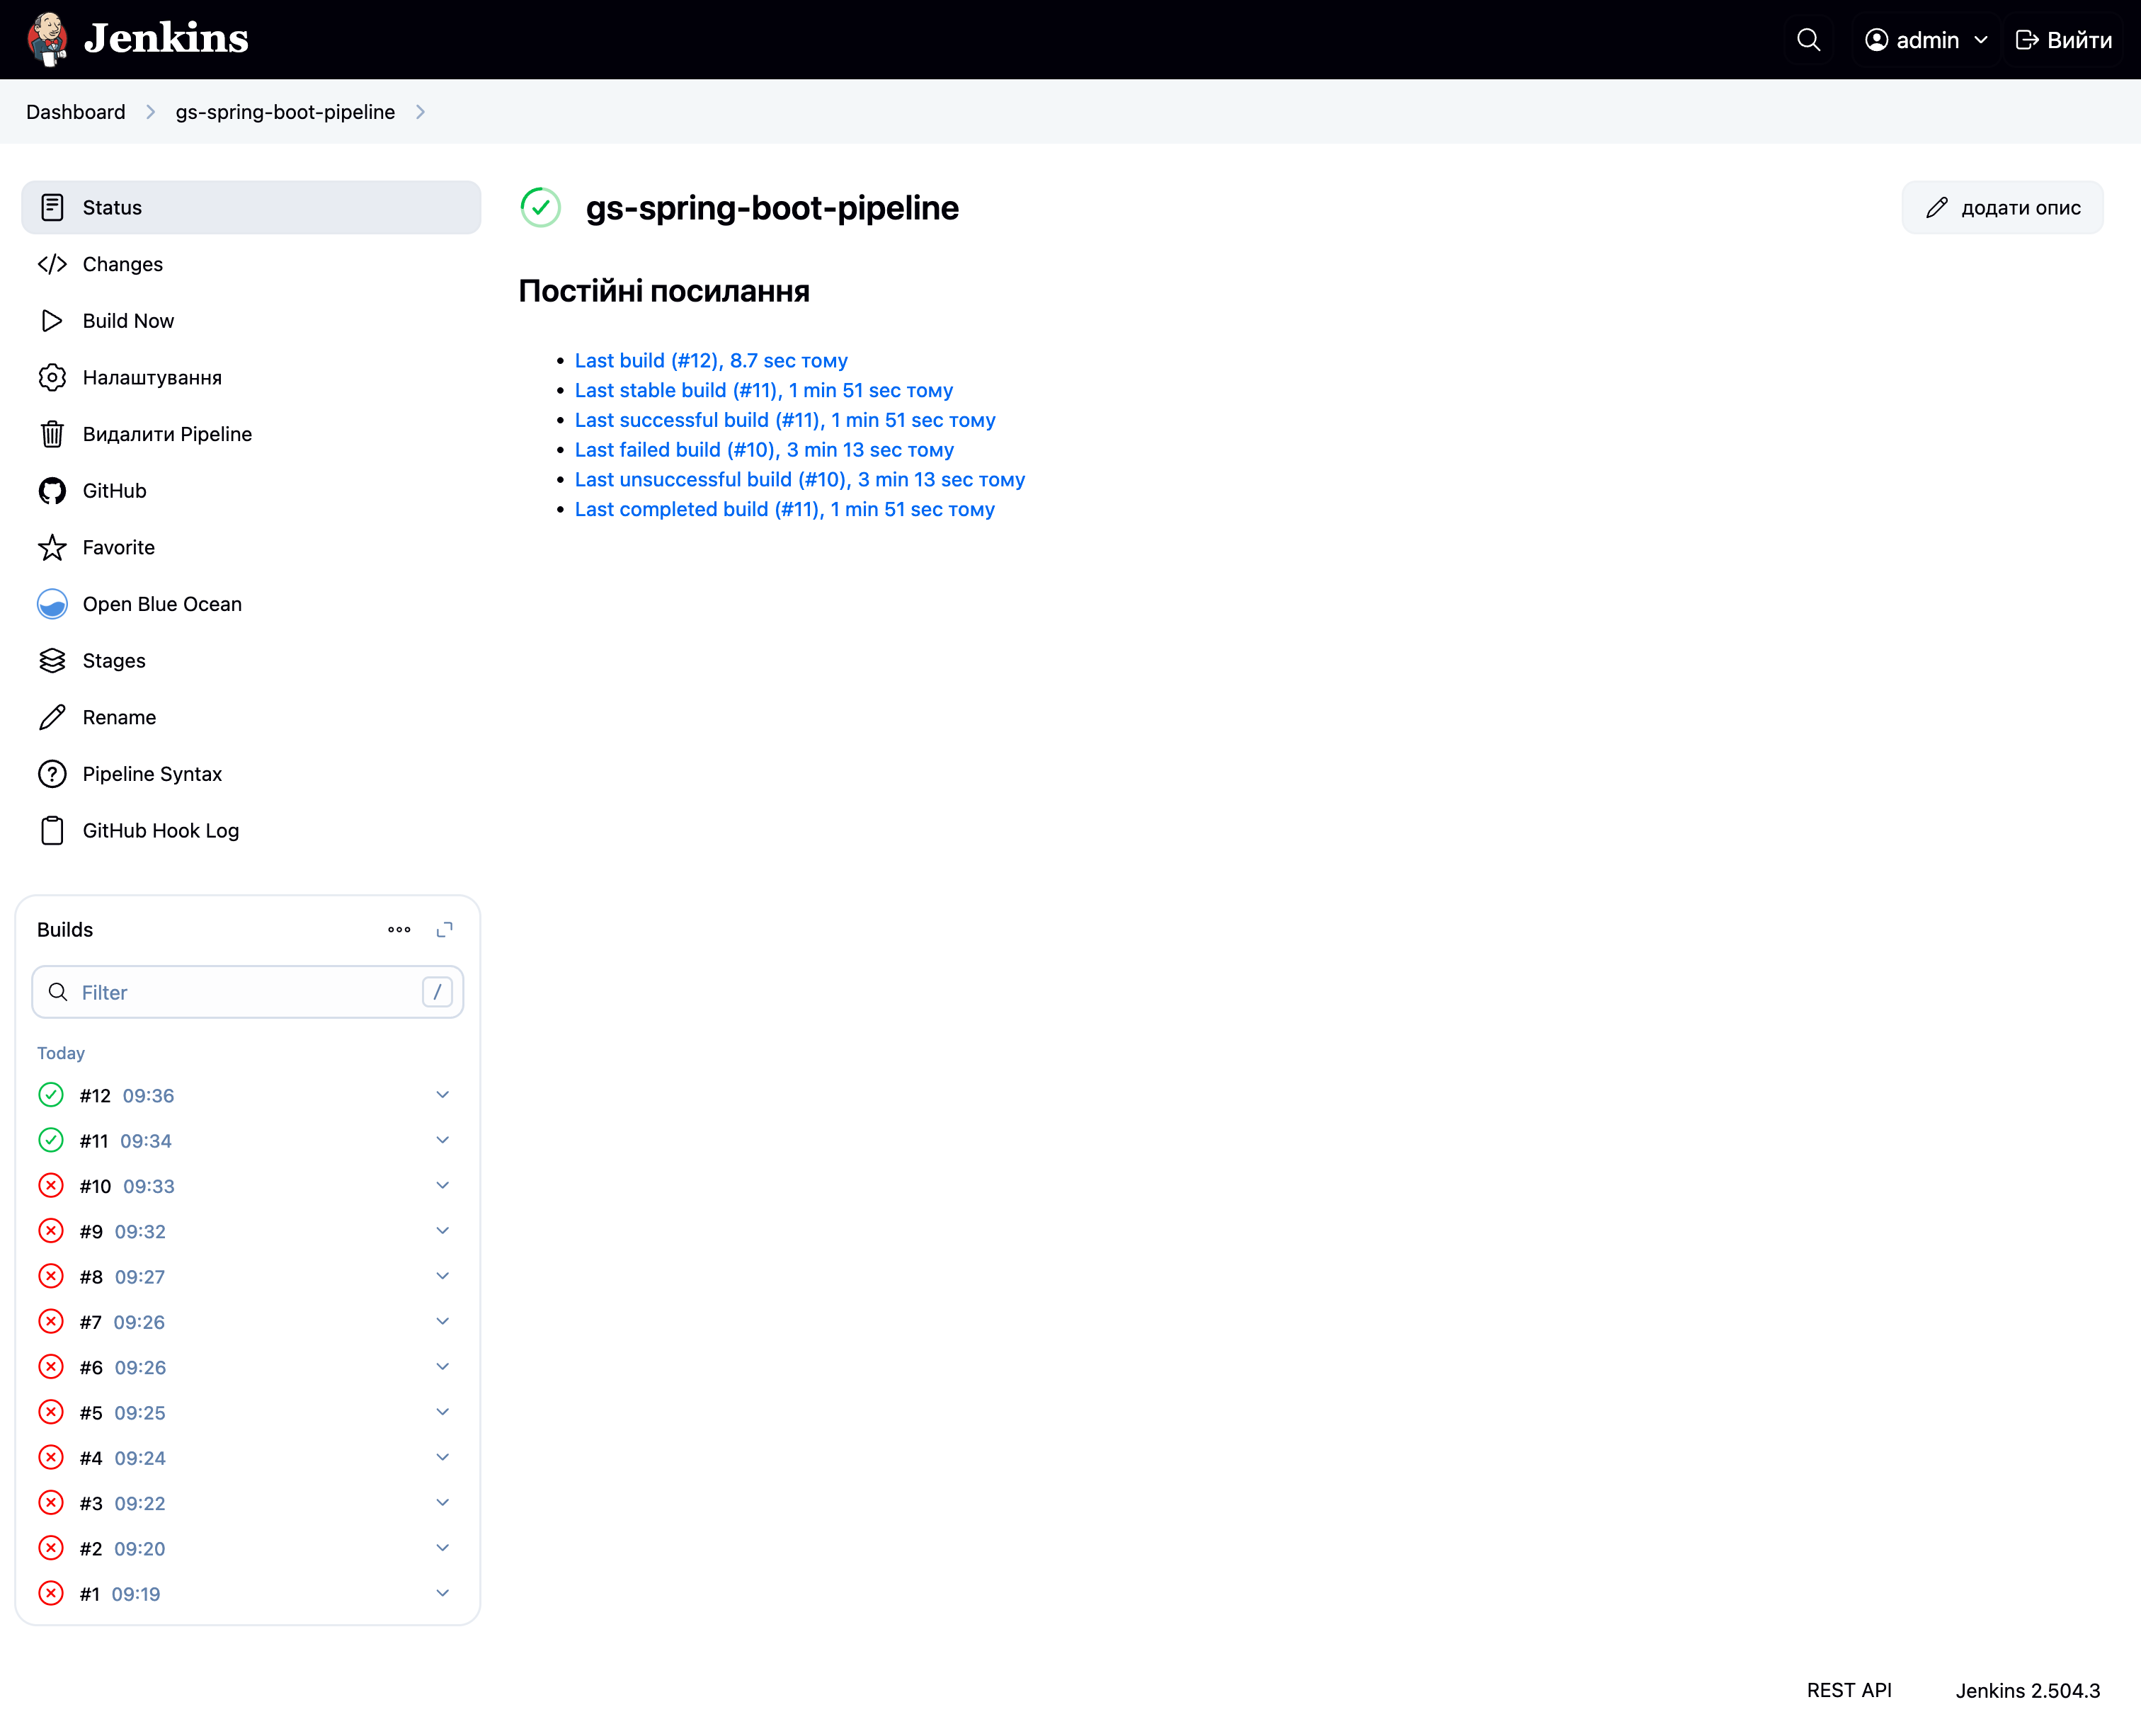 Jenkins
admin
Вийти
Dashboard
gs-spring-boot-pipeline
Status
Changes
Build Now
Налаштування
Видалити Pipeline
GitHub
Favorite
Open Blue Ocean
Stages
Rename
Pipeline Syntax
GitHub Hook Log
gs-spring-boot-pipeline
додати опис
Постійні посилання
Last build (#12), 8.7 sec тому
Last stable build (#11), 1 min 51 sec тому
Last successful build (#11), 1 min 51 sec тому
Last failed build (#10), 3 min 13 sec тому
Last unsuccessful build (#10), 3 min 13 sec тому
Last completed build (#11), 1 min 51 sec тому
Builds
Filter /
Today
#12 09:36
#11 09:34
#10 09:33
#9 09:32
#8 09:27
#7 09:26
#6 09:26
#5 09:25
#4 09:24
#3 09:22
#2 09:20
#1 09:19
REST API
Jenkins 2.504.3